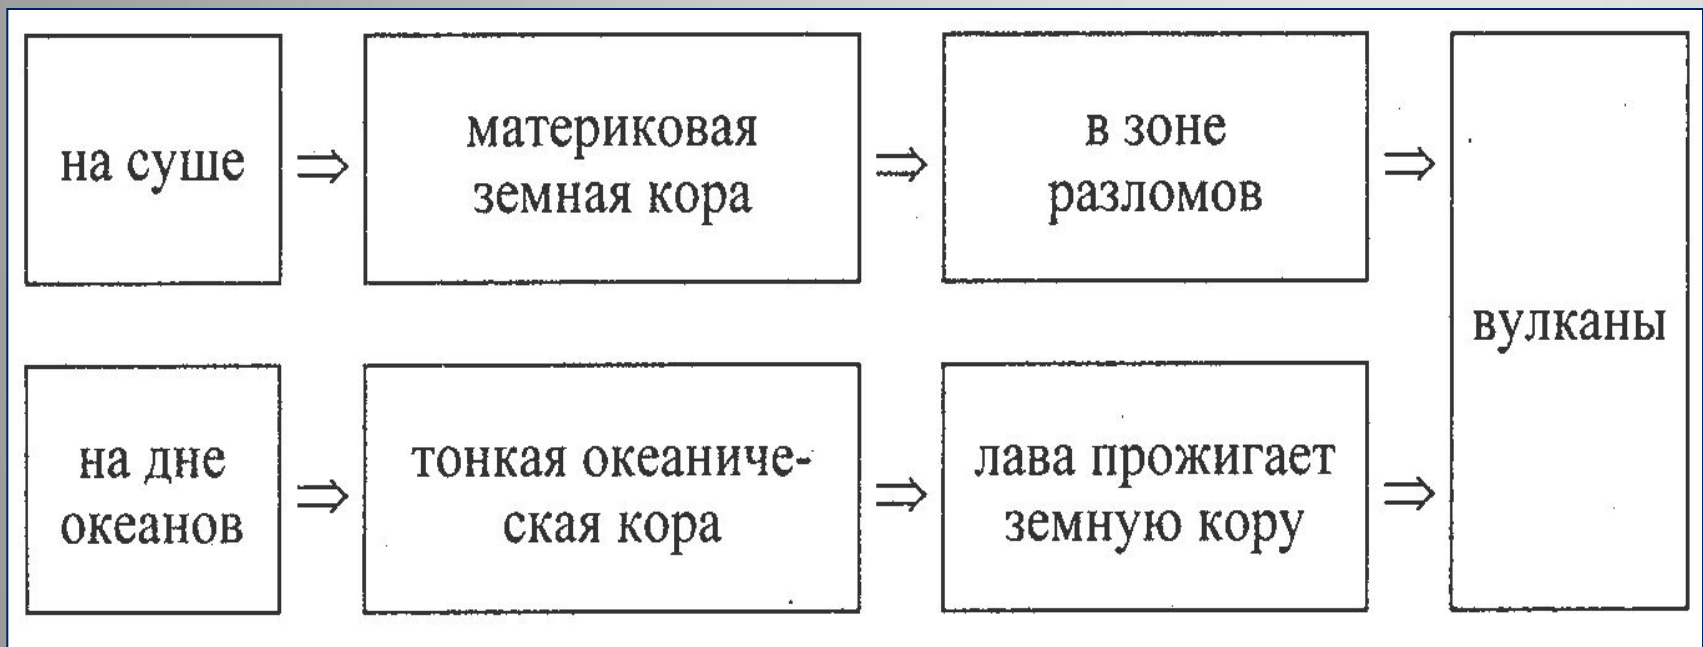 на суше
материковая
земная кора
в зоне
разломов
вулканы
на дне
океанов
тонкая океаниче-
ская кора
лава прожигает
земную кору